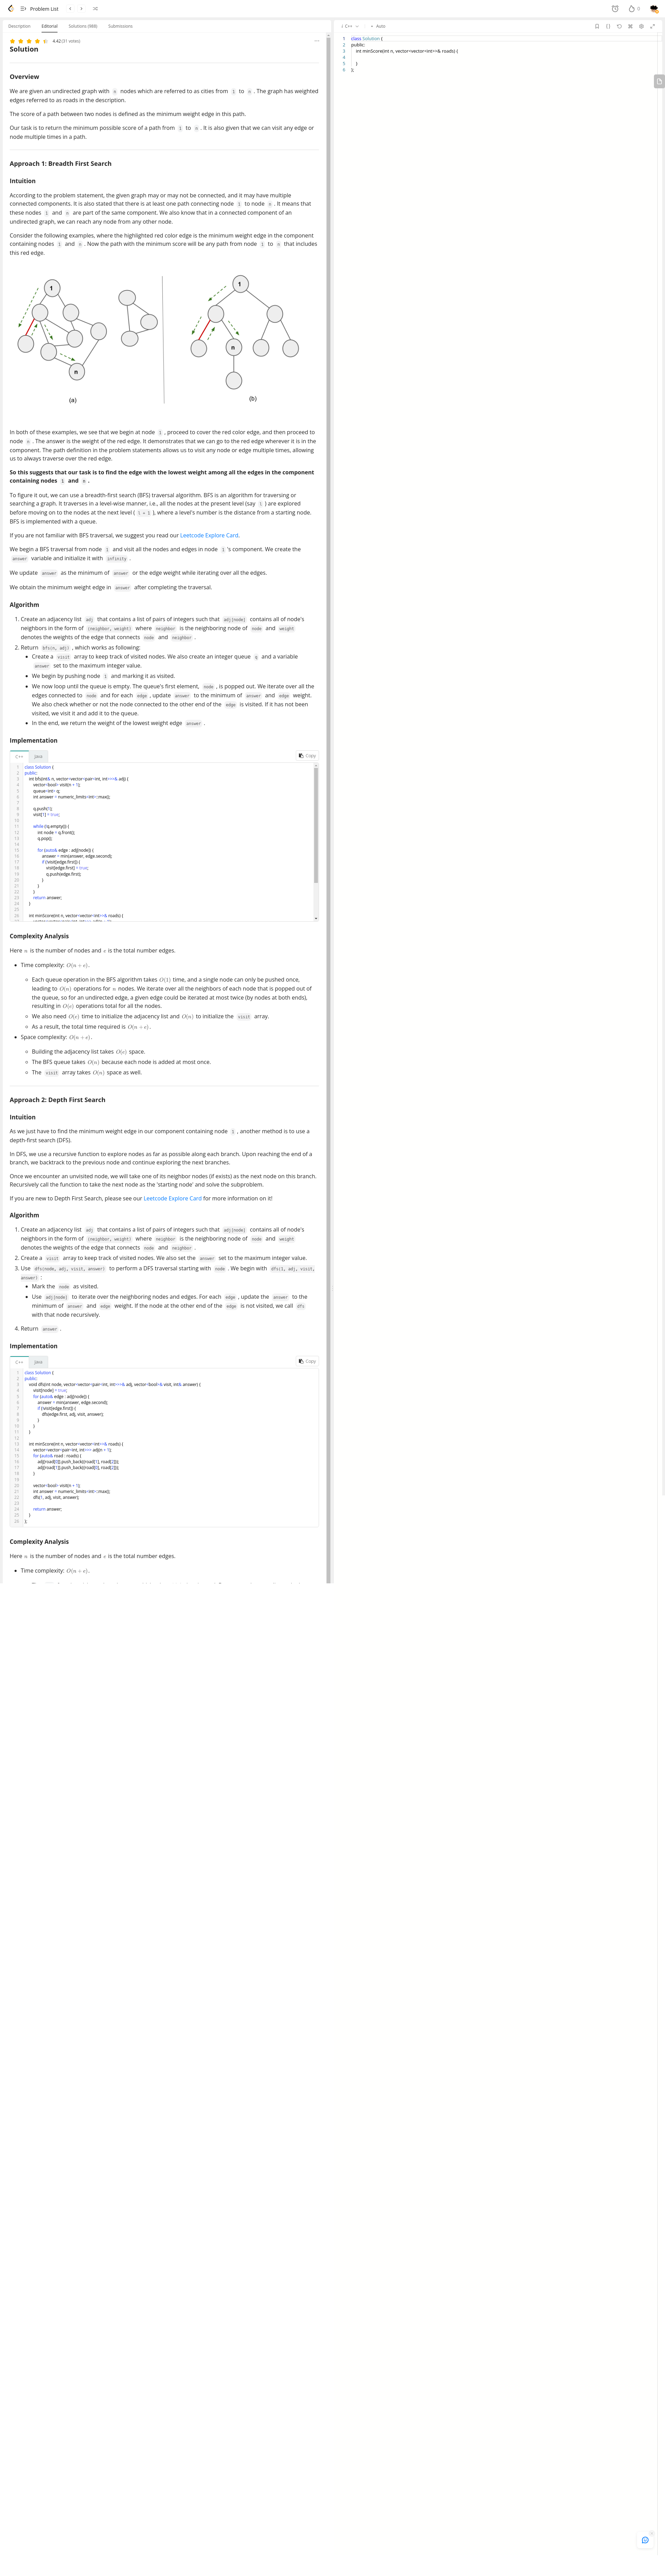 Problem List
0
Description
Editorial
Solutions (988)
Submissions
4.42 (31 votes)
Solution
Overview
We are given an undirected graph with n nodes which are referred to as cities from 1 to n . The graph has weighted
edges referred to as roads in the description.
The score of a path between two nodes is defined as the minimum weight edge in this path.
Our task is to return the minimum possible score of a path from 1 to n . It is also given that we can visit any edge or
node multiple times in a path.
Approach 1: Breadth First Search
Intuition
According to the problem statement, the given graph may or may not be connected, and it may have multiple
connected components. It is also stated that there is at least one path connecting node 1 to node n . It means that
these nodes 1 and n are part of the same component. We also know that in a connected component of an
undirected graph, we can reach any node from any other node.
Consider the following examples, where the highlighted red color edge is the minimum weight edge in the component
containing nodes 1 and n . Now the path with the minimum score will be any path from node 1 to n that includes
this red edge.
1
n
(a)
1
n
(b)
In both of these examples, we see that we begin at node 1 , proceed to cover the red color edge, and then proceed to
node n . The answer is the weight of the red edge. It demonstrates that we can go to the red edge wherever it is in the
component. The path definition in the problem statements allows us to visit any node or edge multiple times, allowing
us to always traverse over the red edge.
So this suggests that our task is to find the edge with the lowest weight among all the edges in the component
containing nodes 1 and n .
To figure it out, we can use a breadth-first search (BFS) traversal algorithm. BFS is an algorithm for traversing or
searching a graph. It traverses in a level-wise manner, i.e., all the nodes at the present level (say l ) are explored
before moving on to the nodes at the next level ( l + 1 ), where a level's number is the distance from a starting node.
BFS is implemented with a queue.
If you are not familiar with BFS traversal, we suggest you read our Leetcode Explore Card.
We begin a BFS traversal from node 1 and visit all the nodes and edges in node 1 's component. We create the
answer variable and initialize it with infinity .
We update answer as the minimum of answer or the edge weight while iterating over all the edges.
We obtain the minimum weight edge in answer after completing the traversal.
Algorithm
1. Create an adjacency list adj that contains a list of pairs of integers such that adj[node] contains all of node's
neighbors in the form of (neighbor, weight) where neighbor is the neighboring node of node and weight
denotes the weights of the edge that connects node and neighbor .
2. Return bfs(n, adj) , which works as following:
Create a visit array to keep track of visited nodes. We also create an integer queue q and a variable
answer set to the maximum integer value.
We begin by pushing node 1 and marking it as visited.
We now loop until the queue is empty. The queue's first element, node , is popped out. We iterate over all the
edges connected to node and for each edge , update answer to the minimum of answer and edge weight.
We also check whether or not the node connected to the other end of the edge is visited. If it has not been
visited, we visit it and add it to the queue.
In the end, we return the weight of the lowest weight edge answer .
Implementation
C++
Java
Copy
1 class Solution {
2 public:
3 int bfs(int& n, vector<vector<pair<int, int>>>& adj) {
4 vector<bool> visit(n + 1);
5 queue<int> q;
6 int answer = numeric_limits<int>::max();
7
8 q.push(1);
9 visit[1] = true;
10
11 while (!q.empty()) {
12 int node = q.front();
13 q.pop();
14
15 for (auto& edge : adj[node]) {
16 answer = min(answer, edge.second);
17 if (!visit[edge.first]) {
18 visit[edge.first] = true;
19 q.push(edge.first);
20 }
21 }
22 }
23 return answer;
24 }
25
26 int minScore(int n, vector<vector<int>>& roads) {
Complexity Analysis
Here n is the number of nodes and e is the total number edges.
Time complexity: O(n + e).
Each queue operation in the BFS algorithm takes O(1) time, and a single node can only be pushed once,
leading to O(n) operations for n nodes. We iterate over all the neighbors of each node that is popped out of
the queue, so for an undirected edge, a given edge could be iterated at most twice (by nodes at both ends),
resulting in O(e) operations total for all the nodes.
We also need O(e) time to initialize the adjacency list and O(n) to initialize the visit array.
As a result, the total time required is O(n + e).
Space complexity: O(n + e).
Building the adjacency list takes O(e) space.
The BFS queue takes O(n) because each node is added at most once.
The visit array takes O(n) space as well.
Approach 2: Depth First Search
Intuition
As we just have to find the minimum weight edge in our component containing node 1 , another method is to use a
depth-first search (DFS).
In DFS, we use a recursive function to explore nodes as far as possible along each branch. Upon reaching the end of a
branch, we backtrack to the previous node and continue exploring the next branches.
Once we encounter an unvisited node, we will take one of its neighbor nodes (if exists) as the next node on this branch.
Recursively call the function to take the next node as the 'starting node' and solve the subproblem.
If you are new to Depth First Search, please see our Leetcode Explore Card for more information on it!
Algorithm
1. Create an adjacency list adj that contains a list of pairs of integers such that adj[node] contains all of node's
neighbors in the form of (neighbor, weight) where neighbor is the neighboring node of node and weight
denotes the weights of the edge that connects node and neighbor .
2. Create a visit array to keep track of visited nodes. We also set the answer set to the maximum integer value.
3. Use dfs(node, adj, visit, answer) to perform a DFS traversal starting with node . We begin with dfs(1, adj, visit,
answer) :
Mark the node as visited.
Use adj[node] to iterate over the neighboring nodes and edges. For each edge , update the answer to the
minimum of answer and edge weight. If the node at the other end of the edge is not visited, we call dfs
with that node recursively.
4. Return answer .
Implementation
C++
Java
Copy
1 class Solution {
2 public:
3 void dfs(int node, vector<vector<pair<int, int>>>& adj, vector<bool>& visit, int& answer) {
4 visit[node] = true;
5 for (auto& edge : adj[node]) {
6 answer = min(answer, edge.second);
7 if (!visit[edge.first]) {
8 dfs(edge.first, adj, visit, answer);
9 }
10 }
11 }
12
13 int minScore(int n, vector<vector<int>>& roads) {
14 vector<vector<pair<int, int>>> adj(n + 1);
15 for (auto& road : roads) {
16 adj[road[0]].push_back({road[1], road[2]});
17 adj[road[1]].push_back({road[0], road[2]});
18 }
19
20 vector<bool> visit(n + 1);
21 int answer = numeric_limits<int>::max();
22 dfs(1, adj, visit, answer);
23
24 return answer;
25 }
26 };
Complexity Analysis
Here n is the number of nodes and e is the total number edges.
Time complexity: O(n + e).
C++
Auto
1 class Solution {
2 public:
3 int minScore(int n, vector<vector<int>>& roads) {
4
5 }
6 };